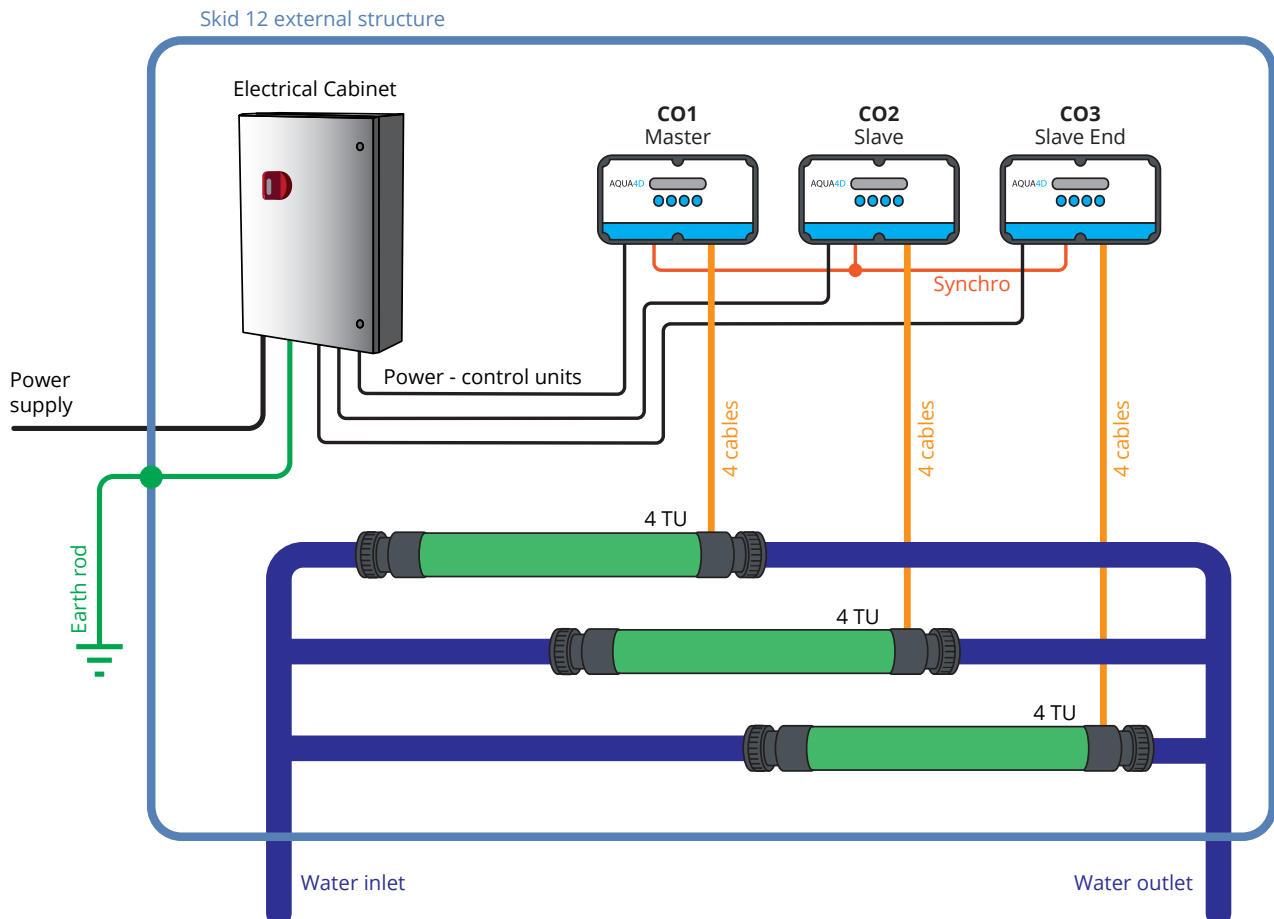 Skid 12 external structure
Electrical Cabinet
CO1
Master
CO2
Slave
CO3
Slave End
AQUA4D
AQUA4D
AQUA4D
Synchro
Power - control units
Power
supply
4 cables
4 cables
4 cables
4 TU
4 TU
4 TU
Earth rod
Water inlet
Water outlet